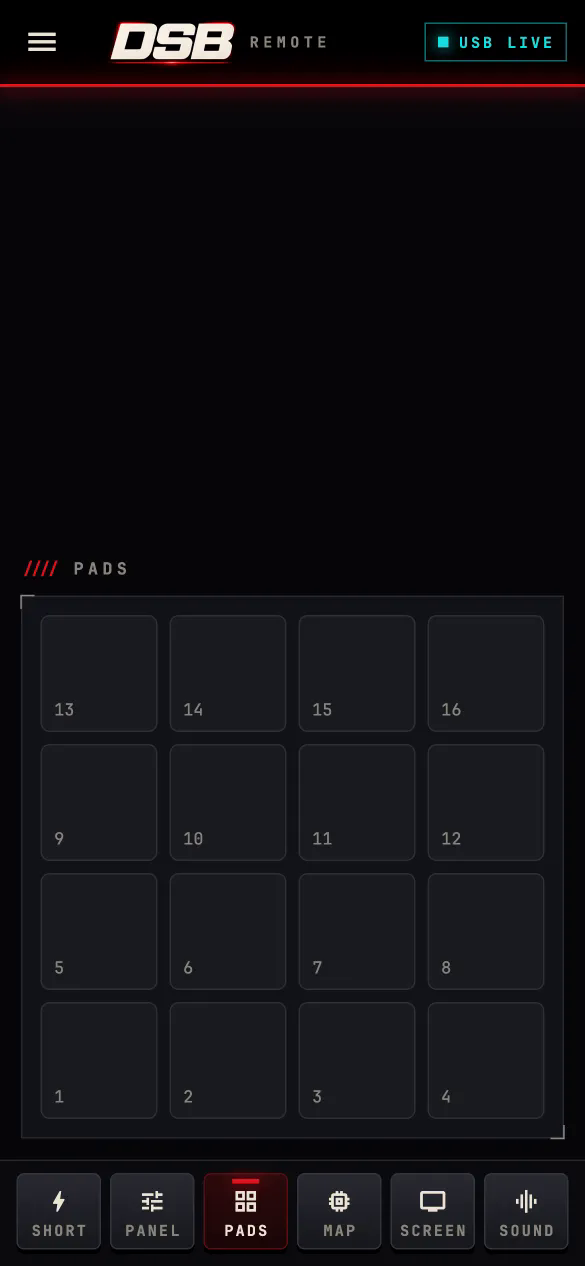 DSB REMOTE USB LIVE
//// PADS
13 14 15 16
9 10 11 12
5 6 7 8
1 2 3 4
SHORT PANEL PADS MAP SCREEN SOUND